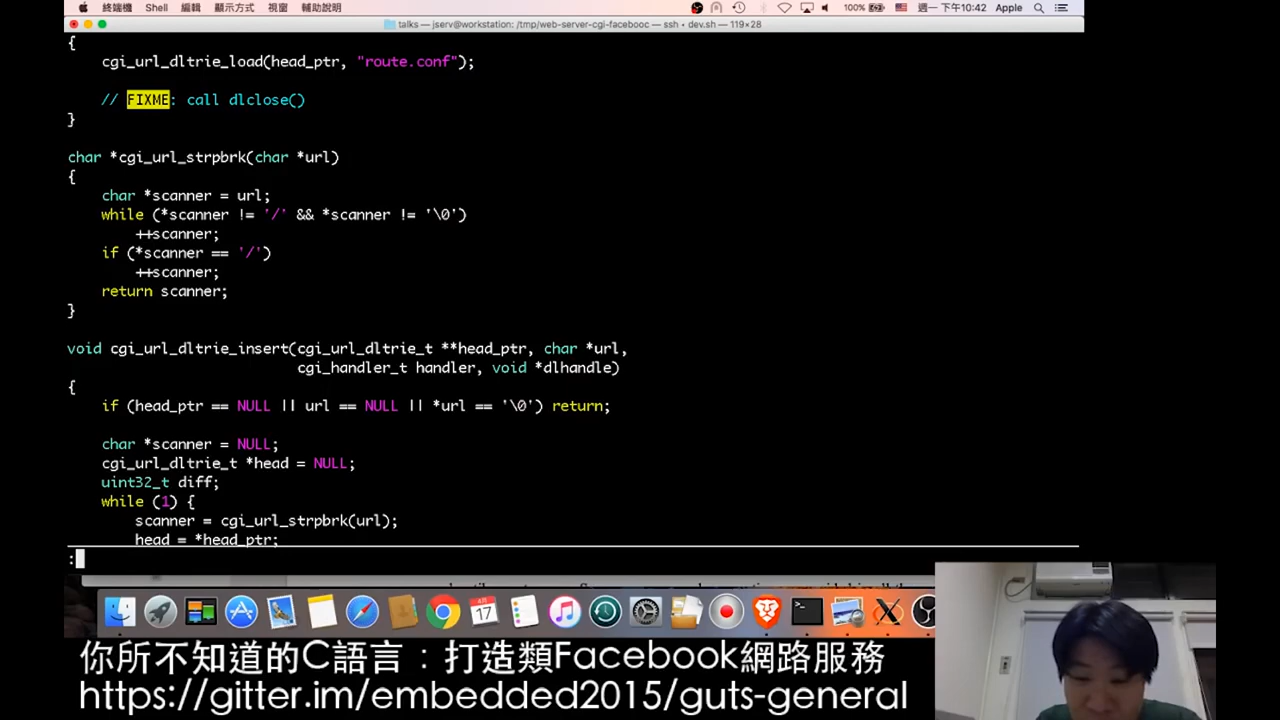 終端機 Shell 編輯 顯示方式 視窗 輔助說明 100% 週一 下午10:42 Apple
talks — jserv@workstation: /tmp/web-server-cgi-facebooc — ssh • dev.sh — 119×28
{
cgi_url_dltrie_load(head_ptr, "route.conf");
// FIXME: call dlclose()
}
char *cgi_url_strpbrk(char *url)
{
char *scanner = url;
while (*scanner != '/' && *scanner != '\0')
++scanner;
if (*scanner == '/')
++scanner;
return scanner;
}
void cgi_url_dltrie_insert(cgi_url_dltrie_t **head_ptr, char *url,
cgi_handler_t handler, void *dlhandle)
{
if (head_ptr == NULL || url == NULL || *url == '\0') return;
char *scanner = NULL;
cgi_url_dltrie_t *head = NULL;
uint32_t diff;
while (1) {
scanner = cgi_url_strpbrk(url);
head = *head_ptr;
:
17
你所不知道的C語言：打造類Facebook網路服務
https://gitter.im/embedded2015/guts-general